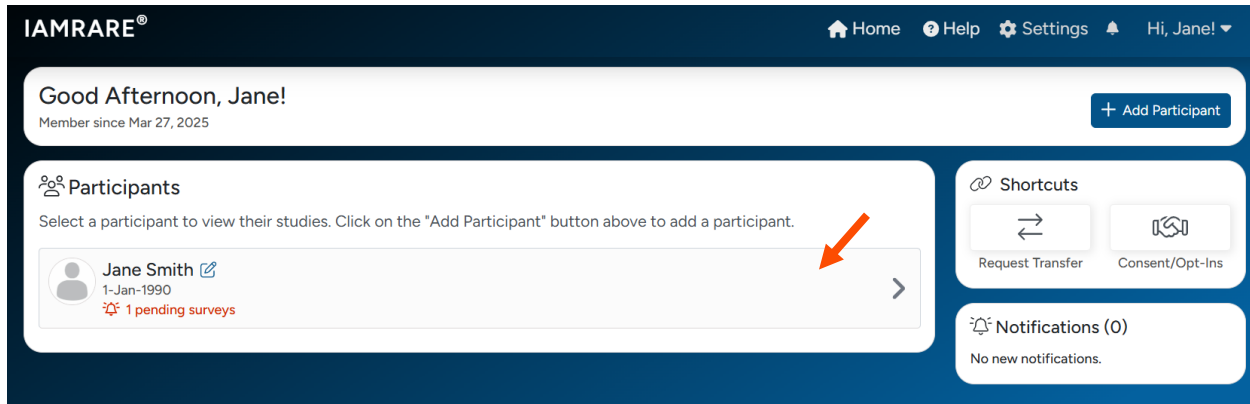 IAMRARE®
Home Help Settings Hi, Jane!
Good Afternoon, Jane!
Member since Mar 27, 2025
+ Add Participant
Participants
Select a participant to view their studies. Click on the "Add Participant" button above to add a participant.
Jane Smith
1-Jan-1990
1 pending surveys
Shortcuts
Request Transfer
Consent/Opt-Ins
Notifications (0)
No new notifications.